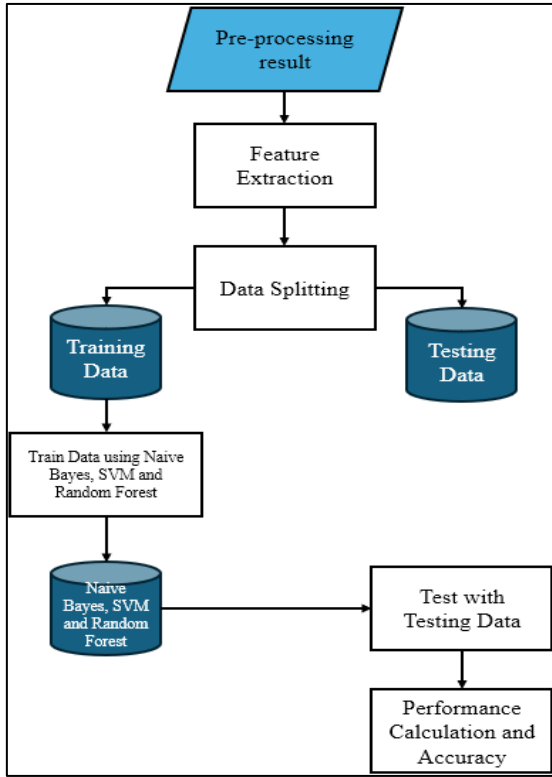 Pre-processing
result
Feature
Extraction
Data Splitting
Training
Data
Testing
Data
Train Data using Naive
Bayes, SVM and
Random Forest
Naive
Bayes, SVM
and Random
Forest
Test with
Testing Data
Performance
Calculation and
Accuracy